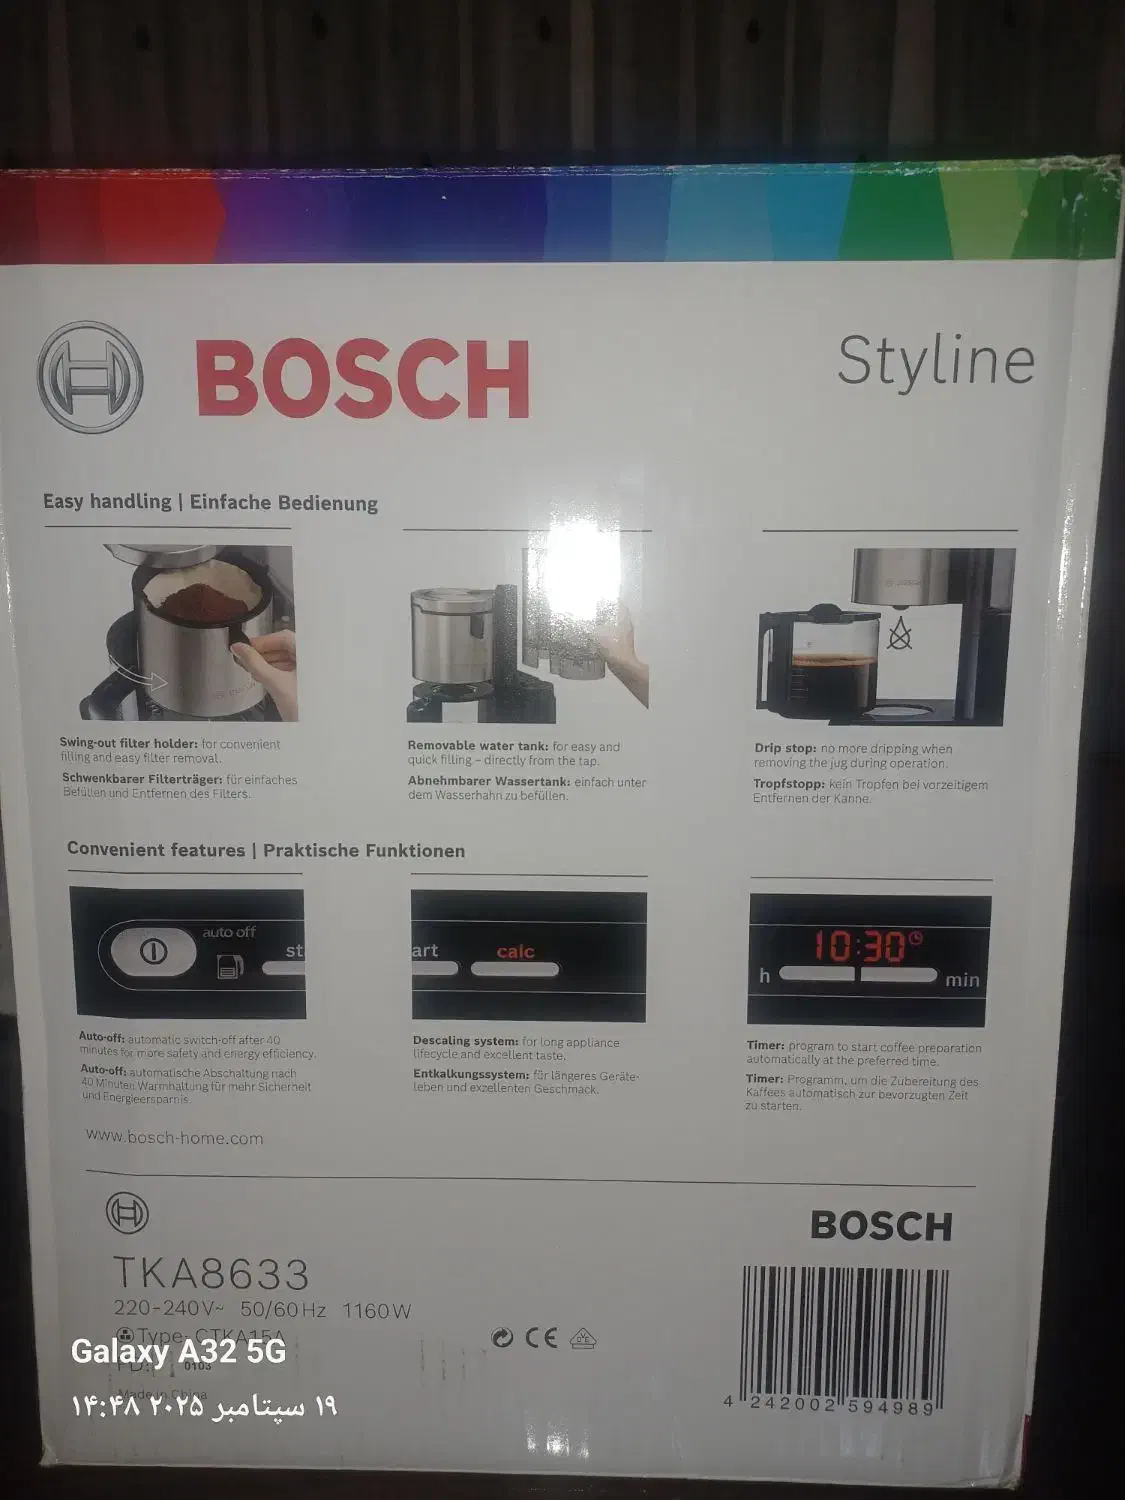 BOSCH
Styline
Easy handling | Einfache Bedienung
BOSCH
Swing-out filter holder: for convenient
filling and easy filter removal.
Schwenkbarer Filterträger: für einfaches
Befüllen und Entfernen des Filters.
Removable water tank: for easy and
quick filling – directly from the tap.
Abnehmbarer Wassertank: einfach unter
dem Wasserhahn zu befüllen.
Drip stop: no more dripping when
removing the jug during operation.
Tropfstopp: kein Tropfen bei vorzeitigem
Entfernen der Kanne.
Convenient features | Praktische Funktionen
auto off
st
art
calc
10:30
h
min
Auto-off: automatic switch-off after 40
minutes for more safety and energy efficiency.
Auto-off: automatische Abschaltung nach
40 Minuten Warmhaltung für mehr Sicherheit
und Energieersparnis.
Descaling system: for long appliance
lifecycle and excellent taste.
Entkalkungssystem: für längeres Geräte-
leben und exzellenten Geschmack.
Timer: program to start coffee preparation
automatically at the preferred time.
Timer: Programm, um die Zubereitung des
Kaffees automatisch zur bevorzugten Zeit
zu starten.
www.bosch-home.com
BOSCH
TKA8633
220-240V~ 50/60Hz 1160W
Type: CTKA15A
Galaxy A32 5G
0103
Made in China
۱۹ سپتامبر ۲۰۲۵ ۱۴:۴۸
CE
4 242002 594989